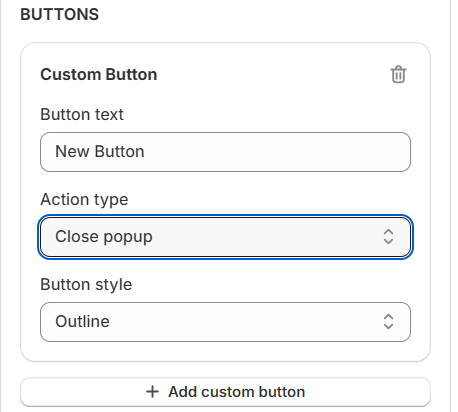 BUTTONS
Custom Button
Button text
New Button
Action type
Close popup
Button style
Outline
+ Add custom button